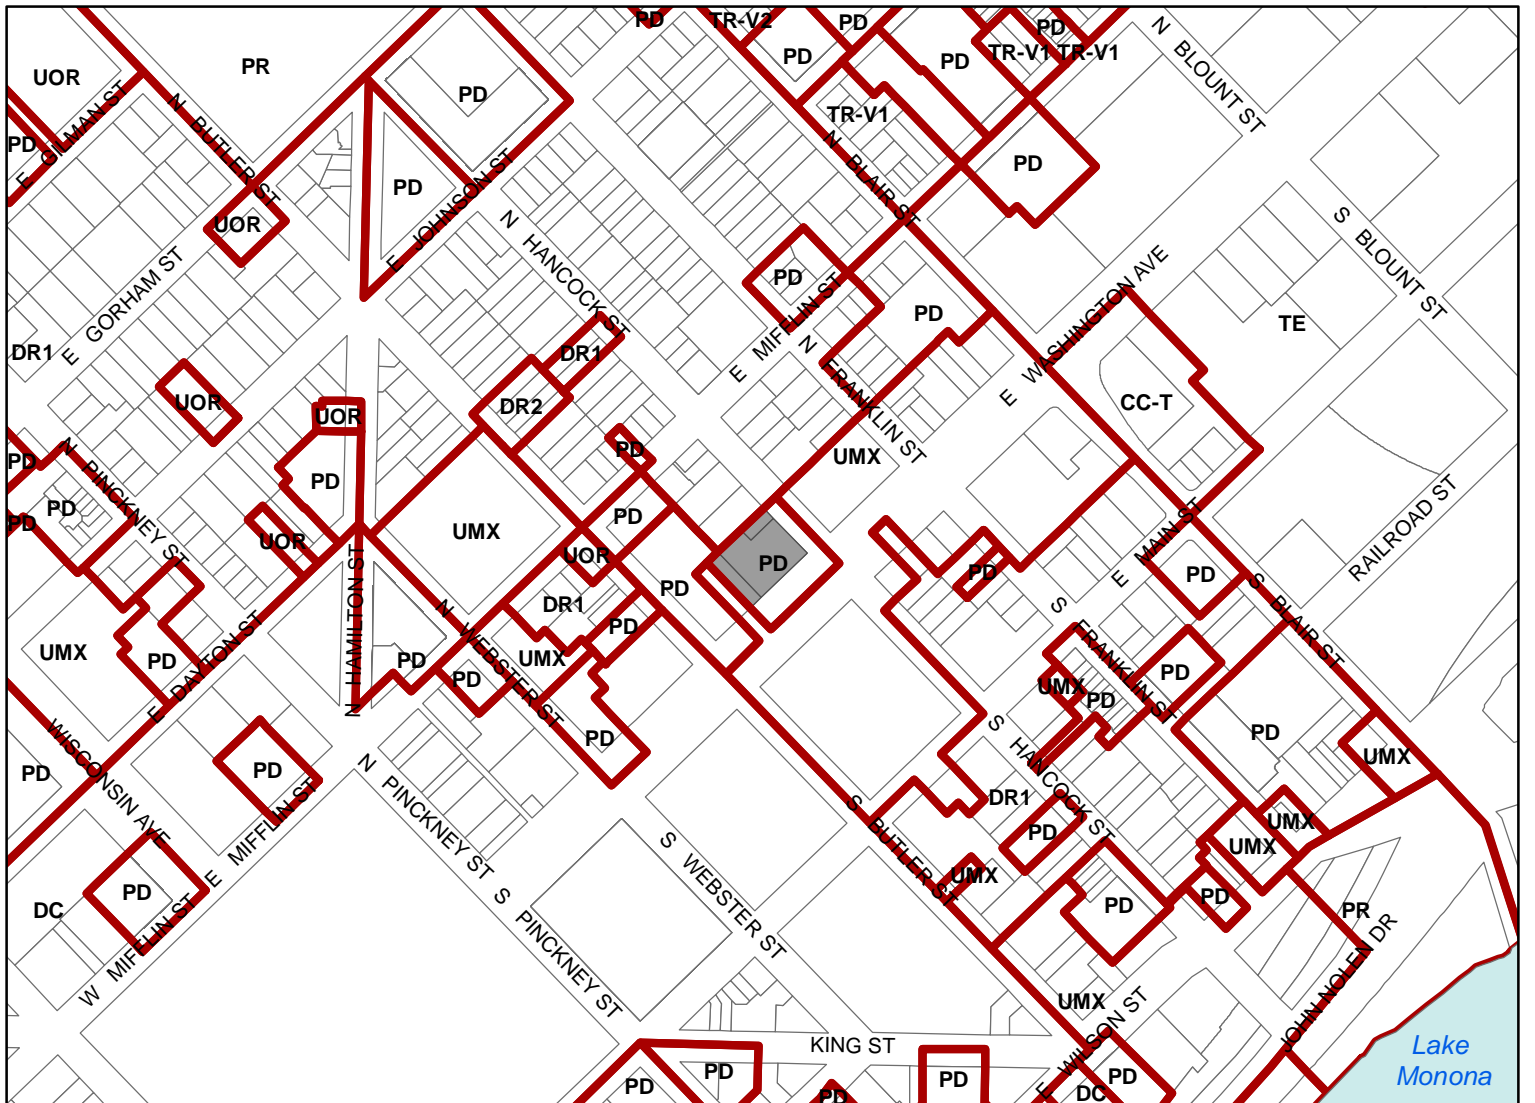 PD
TR-V2
PD
PD
UOR
PR
PD
PD
TR-V1
TR-V1
N BLOUNT ST
PD
E GILMAN ST
N BUTLER ST
TR-V1
PD
N BLAIR ST
PD
PD
E JOHNSON ST
UOR
N HANCOCK ST
S BLOUNT ST
E GORHAM ST
PD
E MIFFLIN ST
PD
E WASHINGTON AVE
TE
DR1
DR1
N FRANKLIN ST
UOR
UOR
DR2
CC-T
PD
N PINCKNEY ST
PD
UMX
PD
PD
PD
UMX
PD
RAILROAD ST
PD
UOR
UOR
PD
PD
E MAIN ST
PD
PD
N HAMILTON ST
DR1
PD
S BLAIR ST
N WEBSTER ST
PD
S FRANKLIN ST
UMX
PD
E DAYTON ST
PD
UMX
PD
PD
UMX
PD
WISCONSIN AVE
PD
PD
S HANCOCK ST
PD
UMX
PD
E MIFFLIN ST
N PINCKNEY ST
DR1
S BUTLER ST
PD
UMX
UMX
S WEBSTER ST
UMX
PD
DC
W MIFFLIN ST
S PINCKNEY ST
PD
PD
PR
JOHN NOLEN DR
UMX
E WILSON ST
KING ST
Lake
Monona
PD
PD
PD
PD
PD
DC